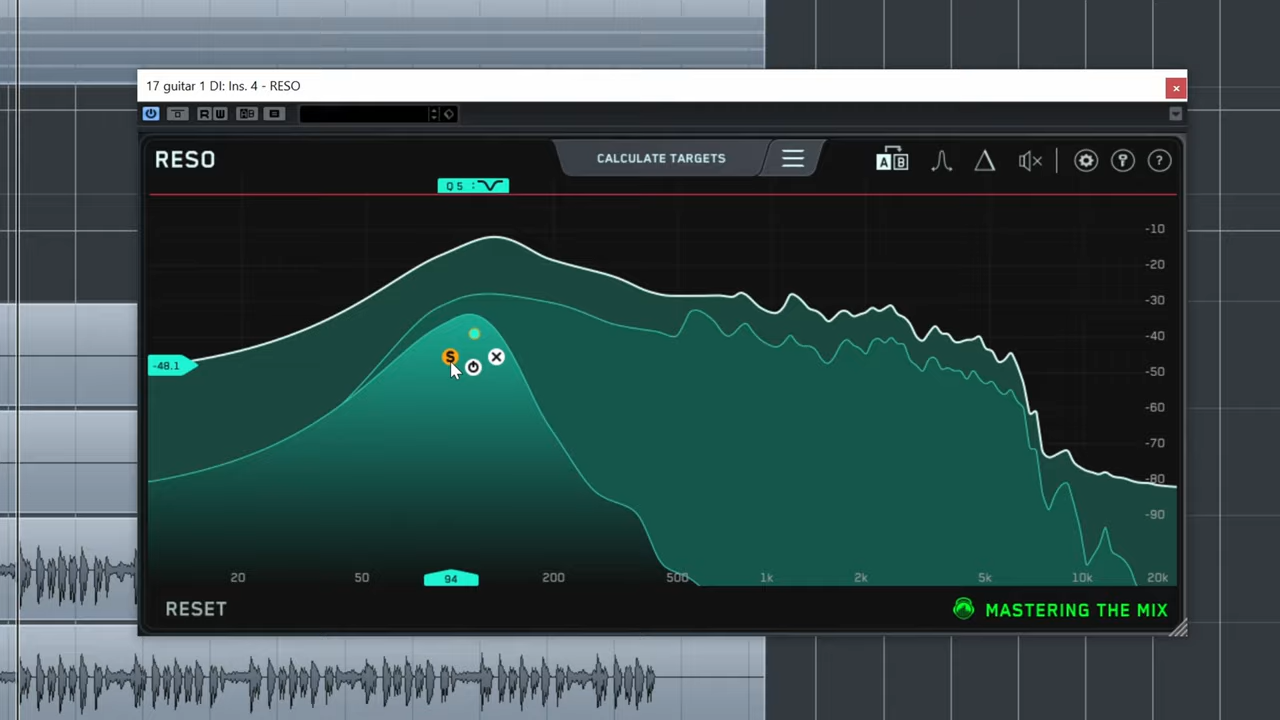 17 guitar 1 DI: Ins. 4 - RESO
R W A B
RESO
CALCULATE TARGETS
A B
?
Q 5 :
-10
-20
-30
-40
-50
-60
-70
-80
-90
-48.1
S
20 50 94 200 500 1k 2k 5k 10k 20k
RESET
MASTERING THE MIX